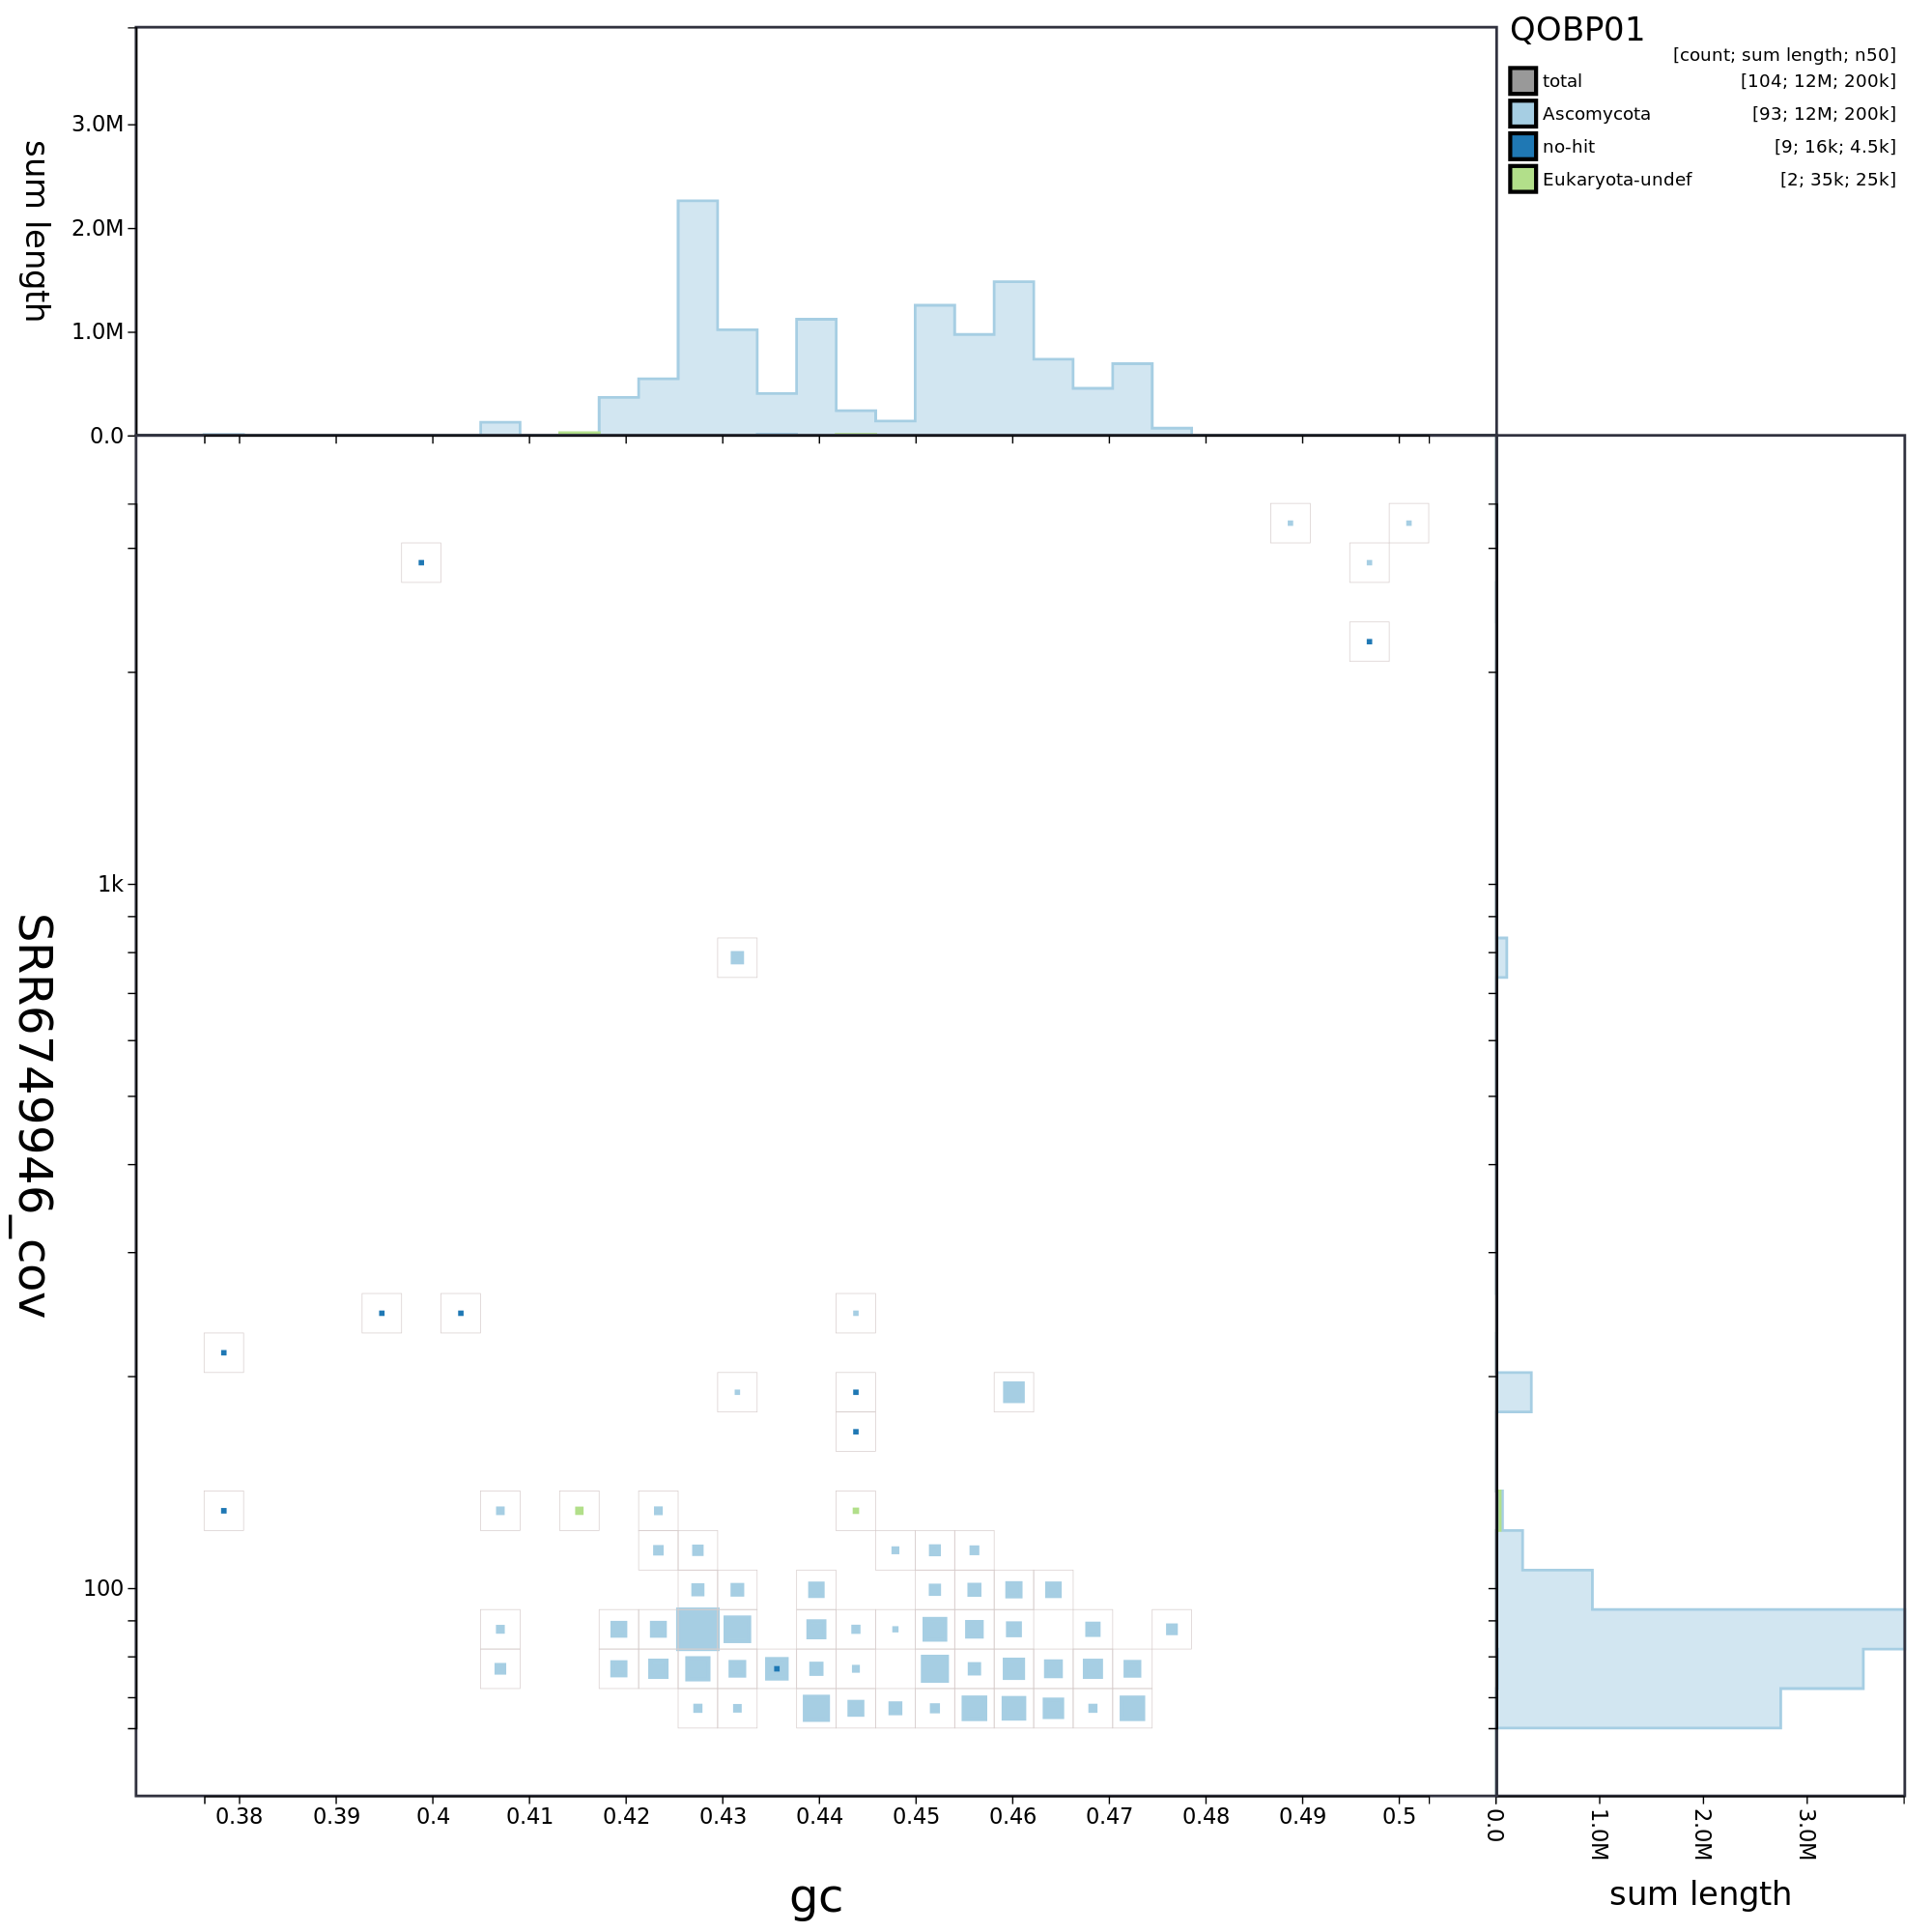 QOBP01
[count; sum length; n50]
total [104; 12M; 200k]
Ascomycota [93; 12M; 200k]
no-hit [9; 16k; 4.5k]
Eukaryota-undef [2; 35k; 25k]
sum length
3.0M
2.0M
1.0M
0.0
SRR6749946_cov
1k
100
0.38 0.39 0.4 0.41 0.42 0.43 0.44 0.45 0.46 0.47 0.48 0.49 0.5
gc
0.0 1.0M 2.0M 3.0M
sum length